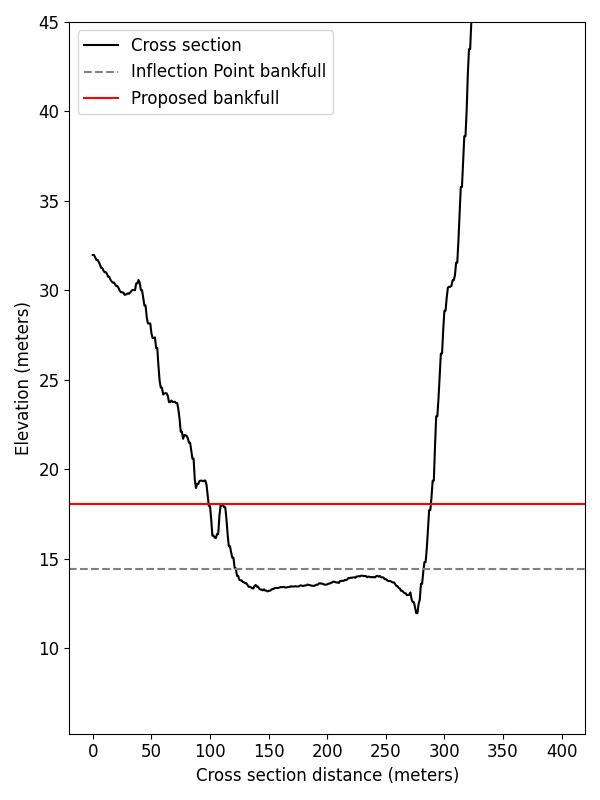 Cross section
Inflection Point bankfull
Proposed bankfull
45
40
35
30
25
20
15
10
Elevation (meters)
0 50 100 150 200 250 300 350 400
Cross section distance (meters)